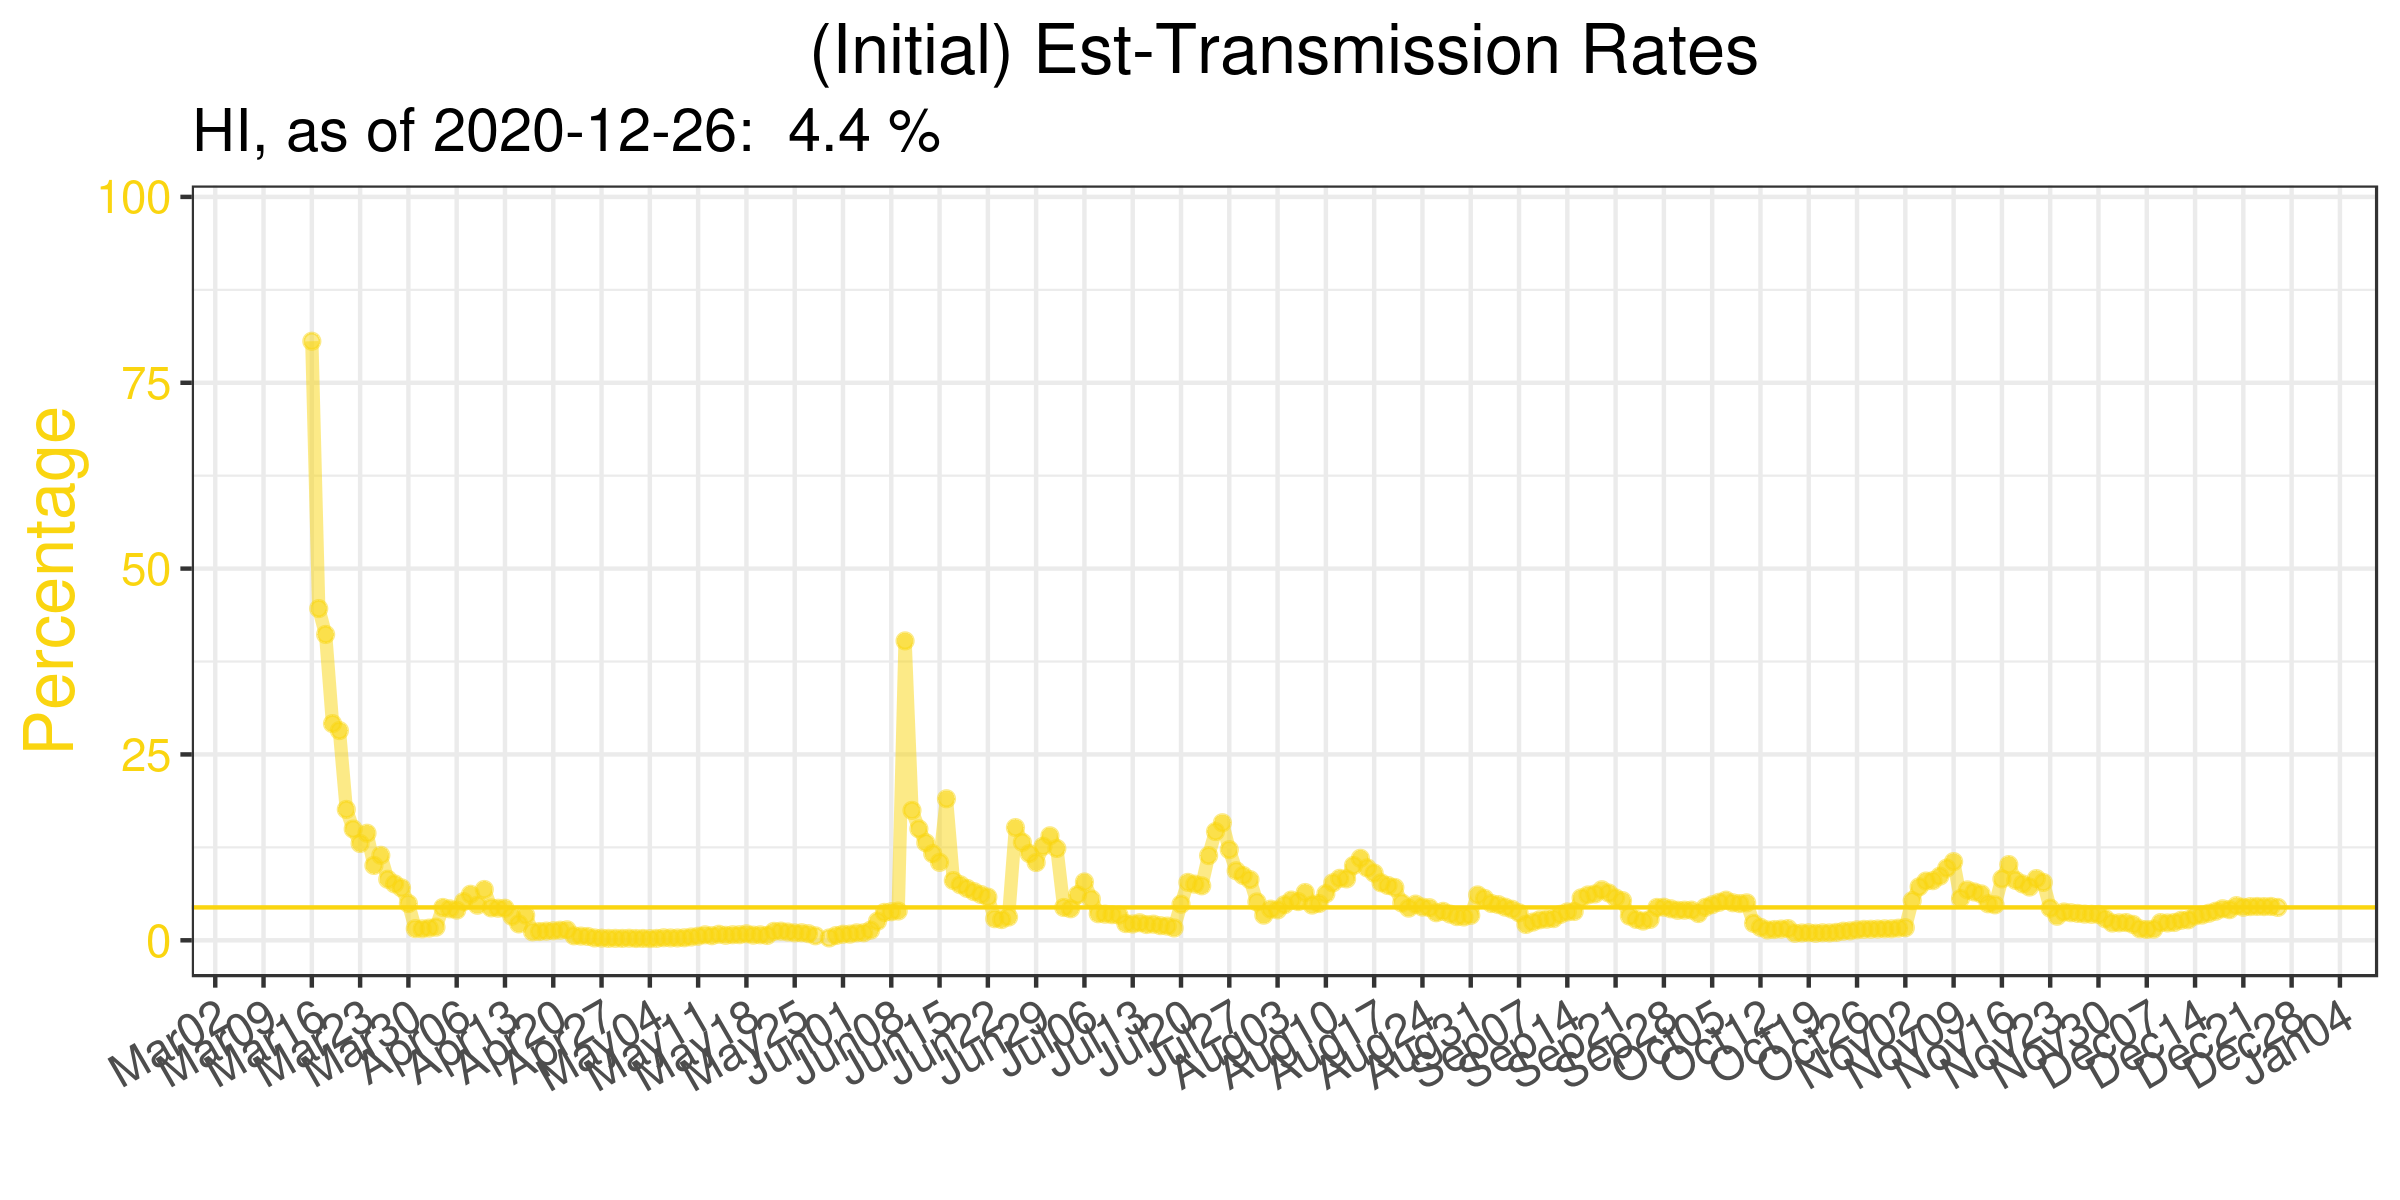 (Initial) Est-Transmission Rates
HI, as of 2020-12-26:  4.4 %
Percentage
100
75
50
25
0
Mar02
Mar09
Mar16
Mar23
Mar30
Apr06
Apr13
Apr20
Apr27
May04
May11
May18
May25
Jun01
Jun08
Jun15
Jun22
Jun29
Jul06
Jul13
Jul20
Jul27
Aug03
Aug10
Aug17
Aug24
Aug31
Sep07
Sep14
Sep21
Sep28
Oct05
Oct12
Oct19
Oct26
Nov02
Nov09
Nov16
Nov23
Nov30
Dec07
Dec14
Dec21
Dec28
Jan04